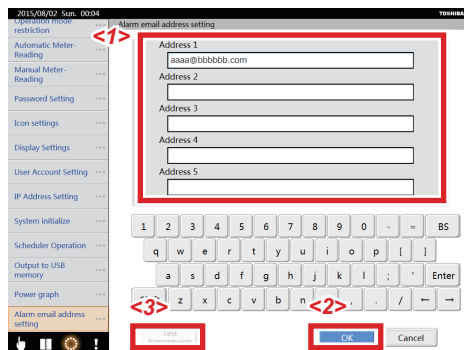 2015/08/02 Sun. 00:04
TOSHIBA
Operation mode
restriction
Automatic Meter-
Reading
Manual Meter-
Reading
Password Setting
Icon settings
Display Settings
User Account Setting
IP Address Setting
System initialize
Scheduler Operation
Output to USB
memory
Power graph
Alarm email address
setting
Alarm email address setting
<1>
Address 1
aaaa@bbbbbb.com
Address 2
Address 3
Address 4
Address 5
1 2 3 4 5 6 7 8 9 0 - = BS
q w e r t y u i o p [ ]
a s d f g h j k l ; ' Enter
z x c v b n , . / ← →
<3>
<2>
Test
transmission
OK
Cancel